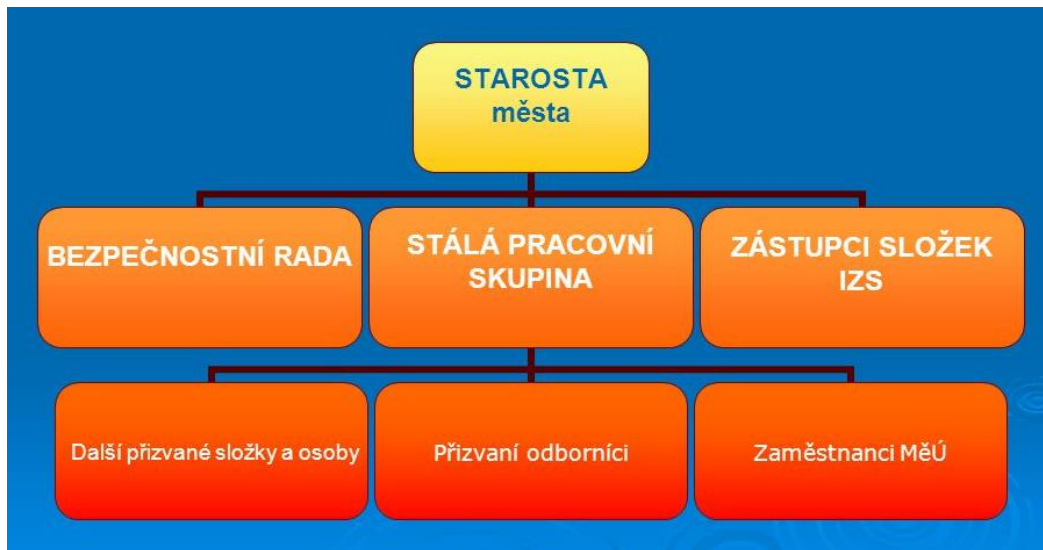 STAROSTA
města
BEZPEČNOSTNÍ RADA
STÁLÁ PRACOVNÍ
SKUPINA
ZÁSTUPCI SLOŽEK
IZS
Další přizvané složky a osoby
Přizvaní odborníci
Zaměstnanci MěÚ